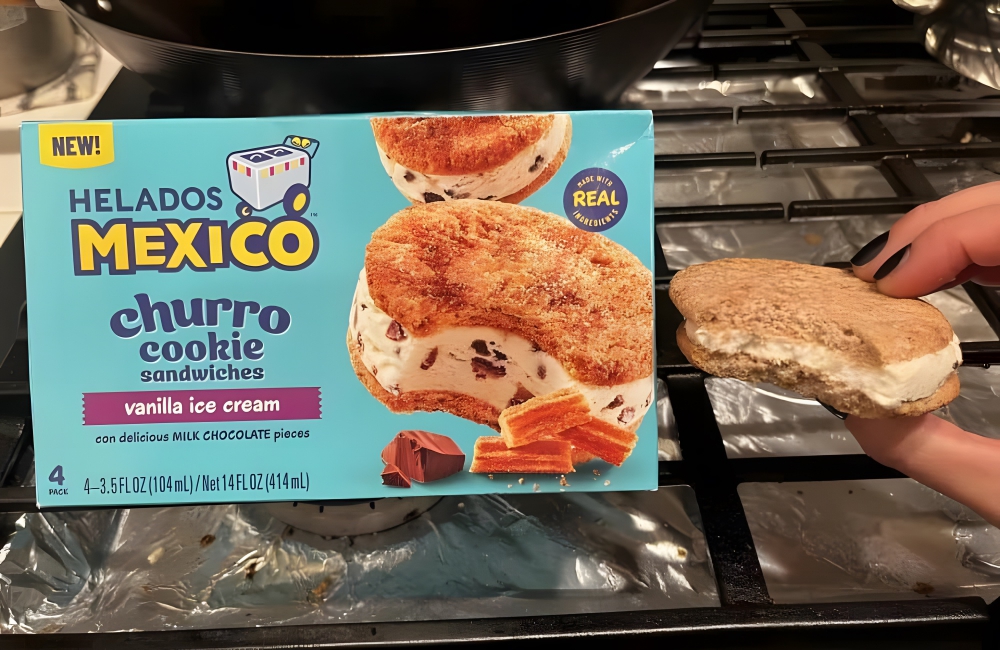 NEW!
HELADOS
MEXICO™
churro
cookie
sandwiches
vanilla ice cream
con delicious MILK CHOCOLATE pieces
4
PACK
4–3.5 FL OZ (104 mL) / Net 14 FL OZ (414 mL)
MADE WITH
REAL
INGREDIENTS